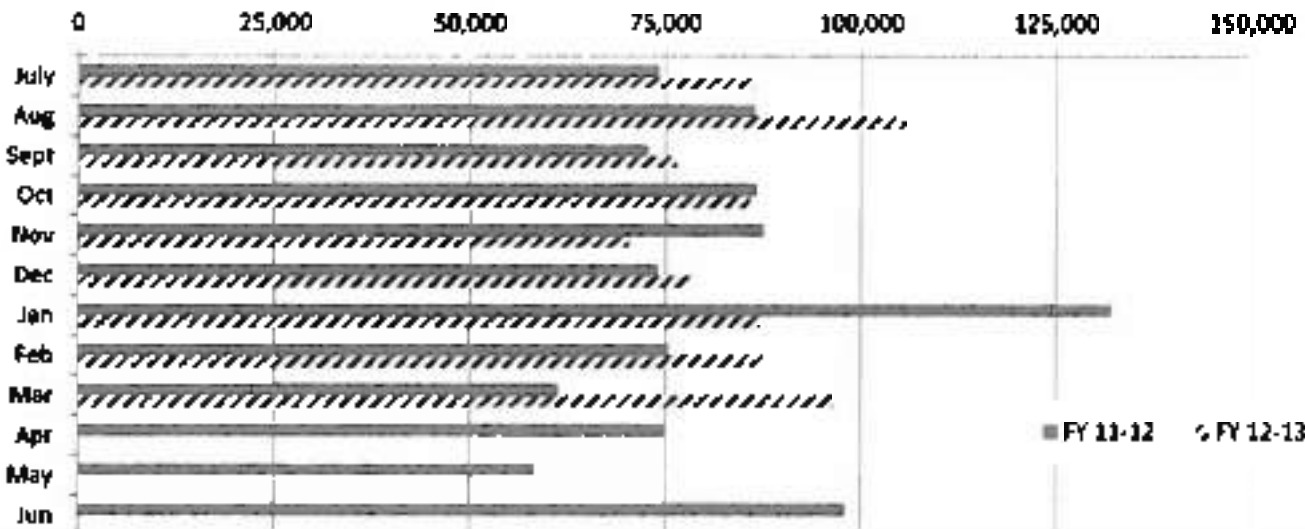 0 25,000 50,000 75,000 100,000 125,000 150,000
July
Aug
Sept
Oct
Nov
Dec
Jan
Feb
Mar
Apr
May
Jun
FY 11-12 FY 12-13